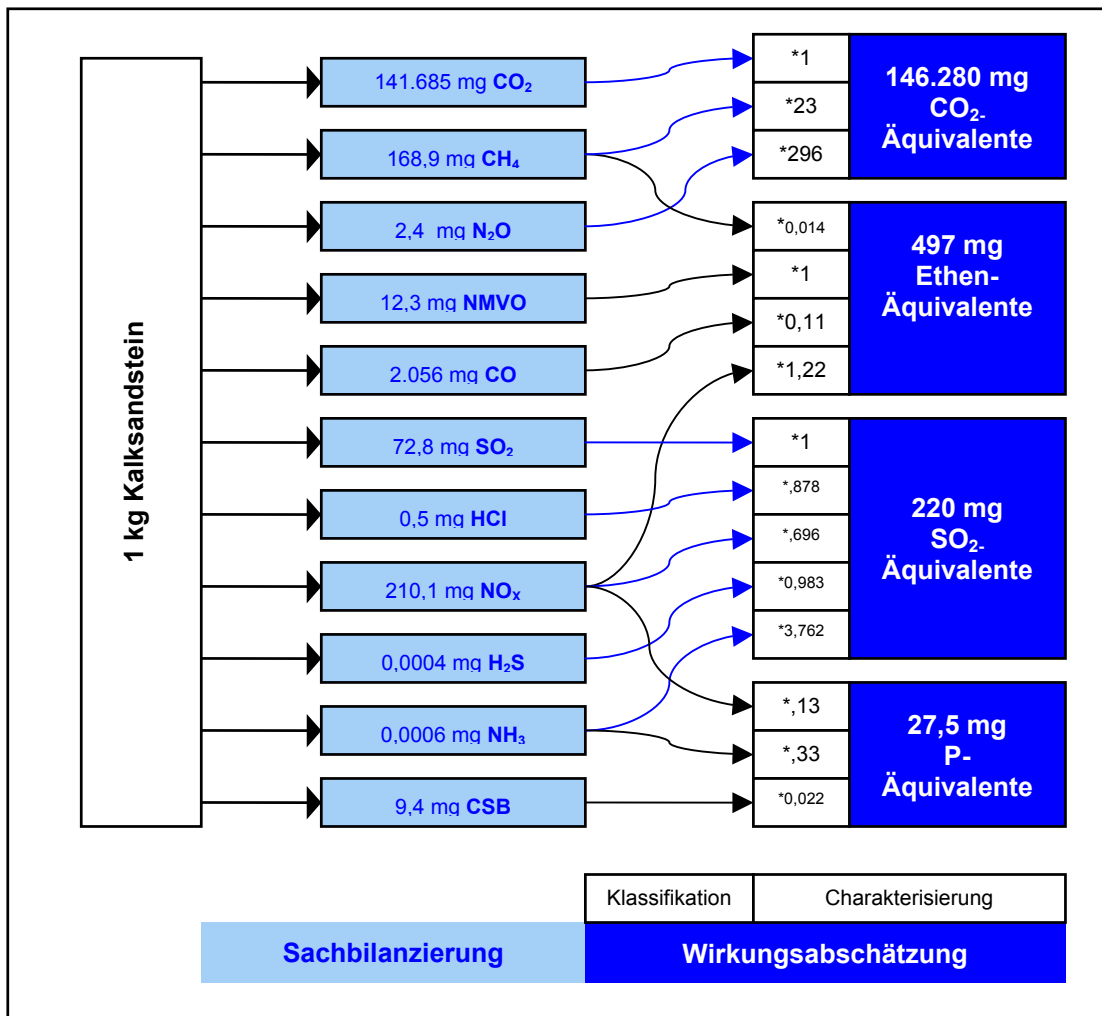 1 kg Kalksandstein
141.685 mg CO₂
168,9 mg CH₄
2,4 mg N₂O
12,3 mg NMVO
2.056 mg CO
72,8 mg SO₂
0,5 mg HCl
210,1 mg NOₓ
0,0004 mg H₂S
0,0006 mg NH₃
9,4 mg CSB
*1
*23
*296
146.280 mg
CO₂-
Äquivalente
*0,014
*1
*0,11
*1,22
497 mg
Ethen-
Äquivalente
*1
*,878
*,696
*0,983
*3,762
220 mg
SO₂-
Äquivalente
*,13
*,33
*0,022
27,5 mg
P-
Äquivalente
Klassifikation
Charakterisierung
Sachbilanzierung
Wirkungsabschätzung